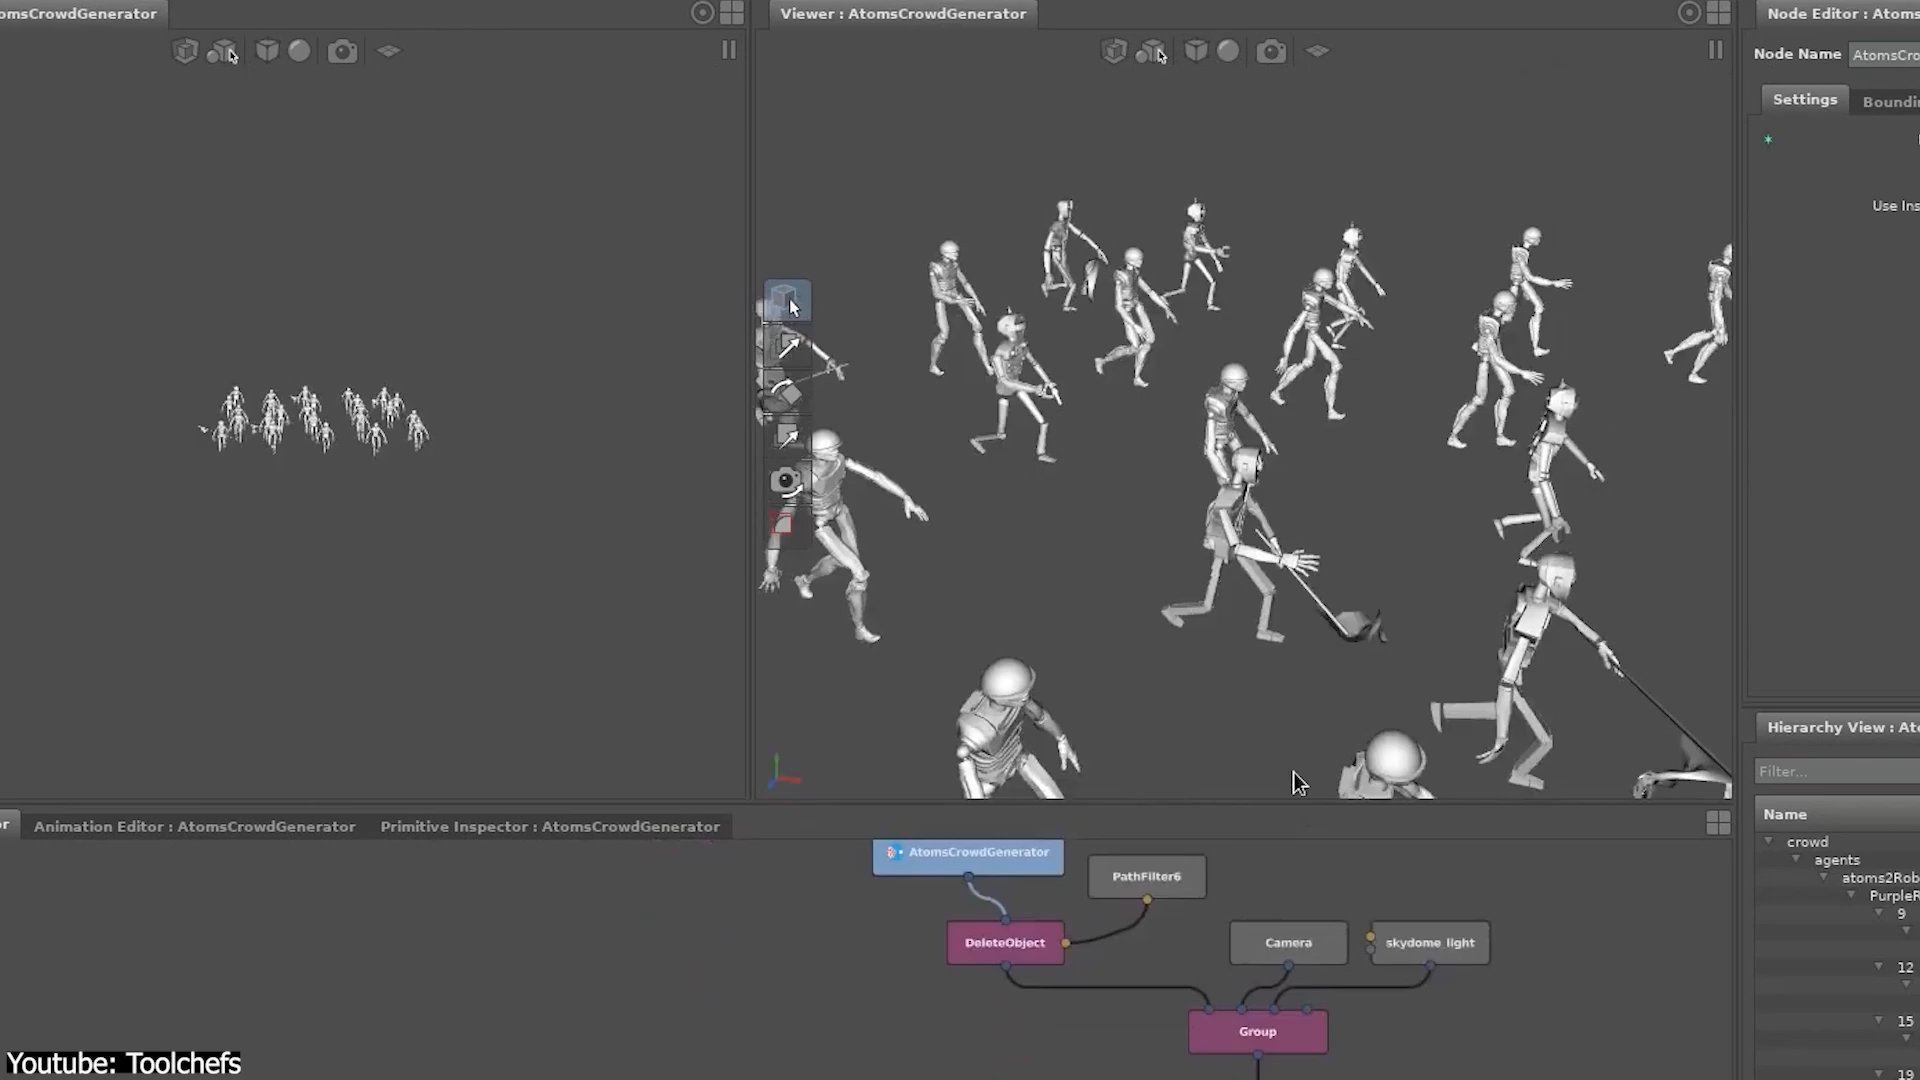 omsCrowdGenerator
Viewer : AtomsCrowdGenerator
Node Editor : Atoms
Node Name
AtomsCro
Settings
Boundi
Use Ins
Hierarchy View : Ato
Filter...
Name
crowd
agents
atoms2Rob
PurpleR
9
12
15
19
or
Animation Editor : AtomsCrowdGenerator
Primitive Inspector : AtomsCrowdGenerator
AtomsCrowdGenerator
PathFilter6
DeleteObject
Camera
skydome_light
Group
Youtube: Toolchefs